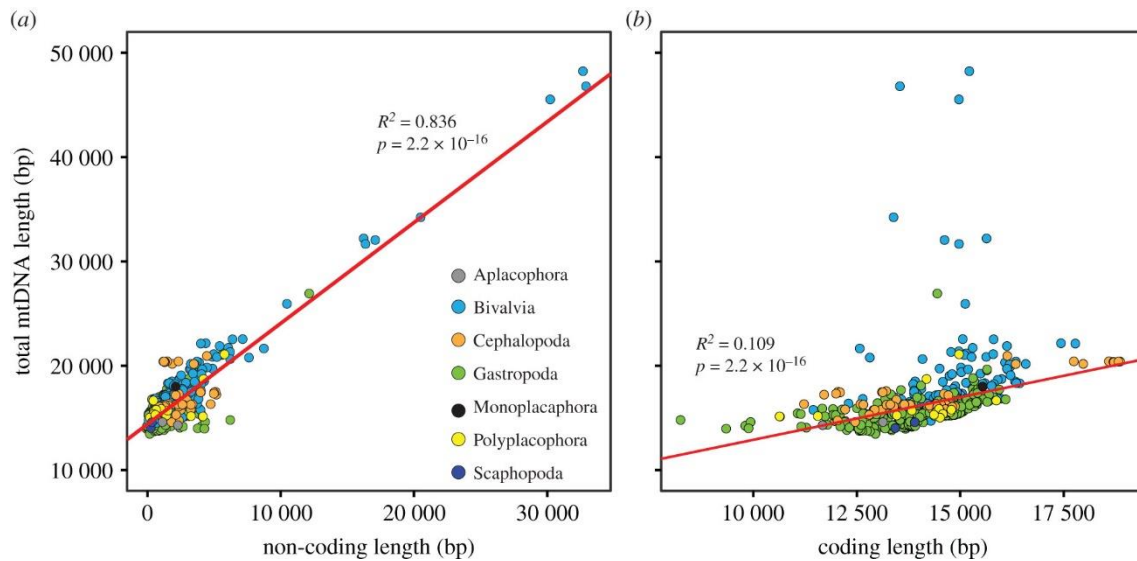 (a)
(b)
50 000
40 000
30 000
20 000
10 000
total mtDNA length (bp)
R² = 0.836
p = 2.2 × 10⁻¹⁶
Aplacophora
Bivalvia
Cephalopoda
Gastropoda
Monoplacaphora
Polyplacophora
Scaphopoda
0 10 000 20 000 30 000
non-coding length (bp)
R² = 0.109
p = 2.2 × 10⁻¹⁶
10 000 12 500 15 000 17 500
coding length (bp)